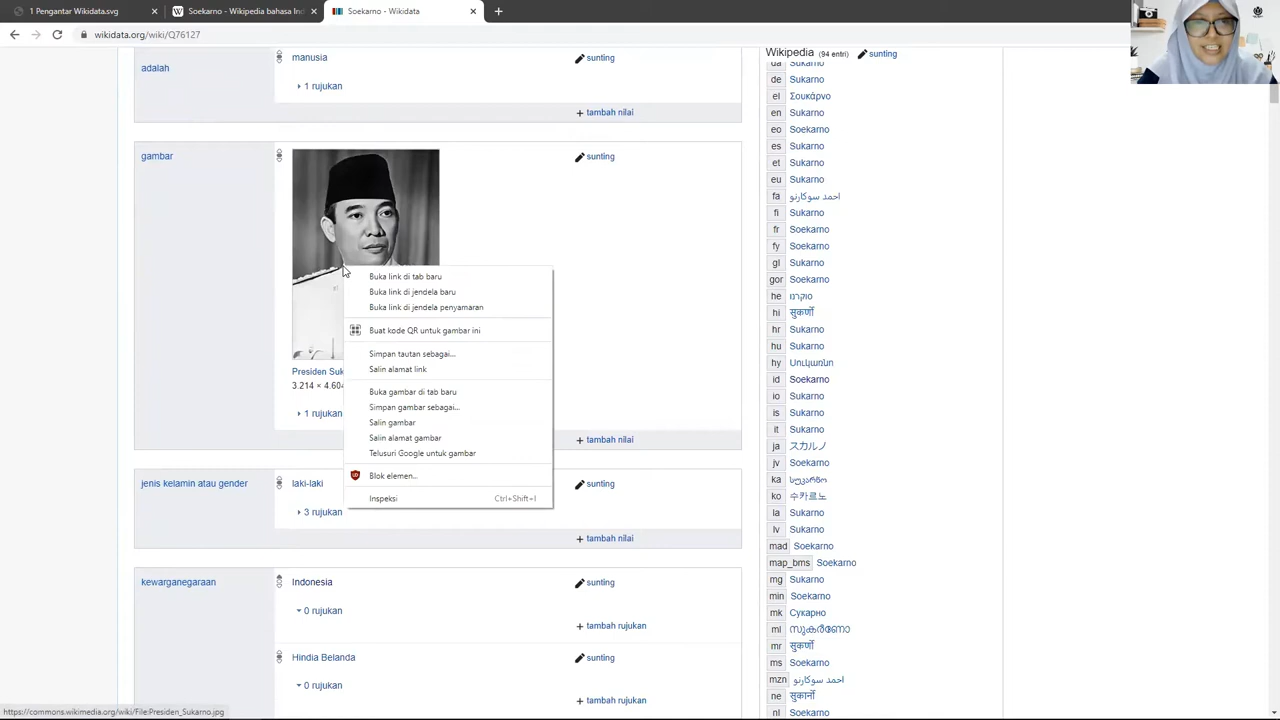 1 Pengantar Wikidata.svg
Soekarno - Wikipedia bahasa Ind
Soekarno - Wikidata
wikidata.org/wiki/Q76127
adalah
manusia
sunting
1 rujukan
tambah nilai
gambar
sunting
Presiden Suk
3.214 × 4.604
1 rujukan
tambah nilai
Buka link di tab baru
Buka link di jendela baru
Buka link di jendela penyamaran
Buat kode QR untuk gambar ini
Simpan tautan sebagai...
Salin alamat link
Buka gambar di tab baru
Simpan gambar sebagai...
Salin gambar
Salin alamat gambar
Telusuri Google untuk gambar
Blok elemen...
Inspeksi Ctrl+Shift+I
jenis kelamin atau gender
laki-laki
sunting
3 rujukan
tambah nilai
kewarganegaraan
Indonesia
sunting
0 rujukan
tambah rujukan
Hindia Belanda
sunting
0 rujukan
tambah rujukan
Wikipedia (94 entri) sunting
da Sukarno
de Sukarno
el Σουκάρνο
en Sukarno
eo Soekarno
es Sukarno
et Sukarno
eu Sukarno
fa احمد سوکارنو
fi Sukarno
fr Soekarno
fy Soekarno
gl Sukarno
gor Soekarno
he סוקרנו
hi सुकर्णो
hr Sukarno
hu Sukarno
hy Սուկառնո
id Soekarno
io Sukarno
is Sukarno
it Sukarno
ja スカルノ
jv Soekarno
ka სუკარნო
ko 수카르노
la Sukarno
lv Sukarno
mad Soekarno
map_bms Soekarno
mg Sukarno
min Soekarno
mk Сукарно
ml സുകർണോ
mr सुकर्णो
ms Soekarno
mzn احمد سوکارنو
ne सुकार्नो
nl Soekarno
https://commons.wikimedia.org/wiki/File:Presiden_Sukarno.jpg